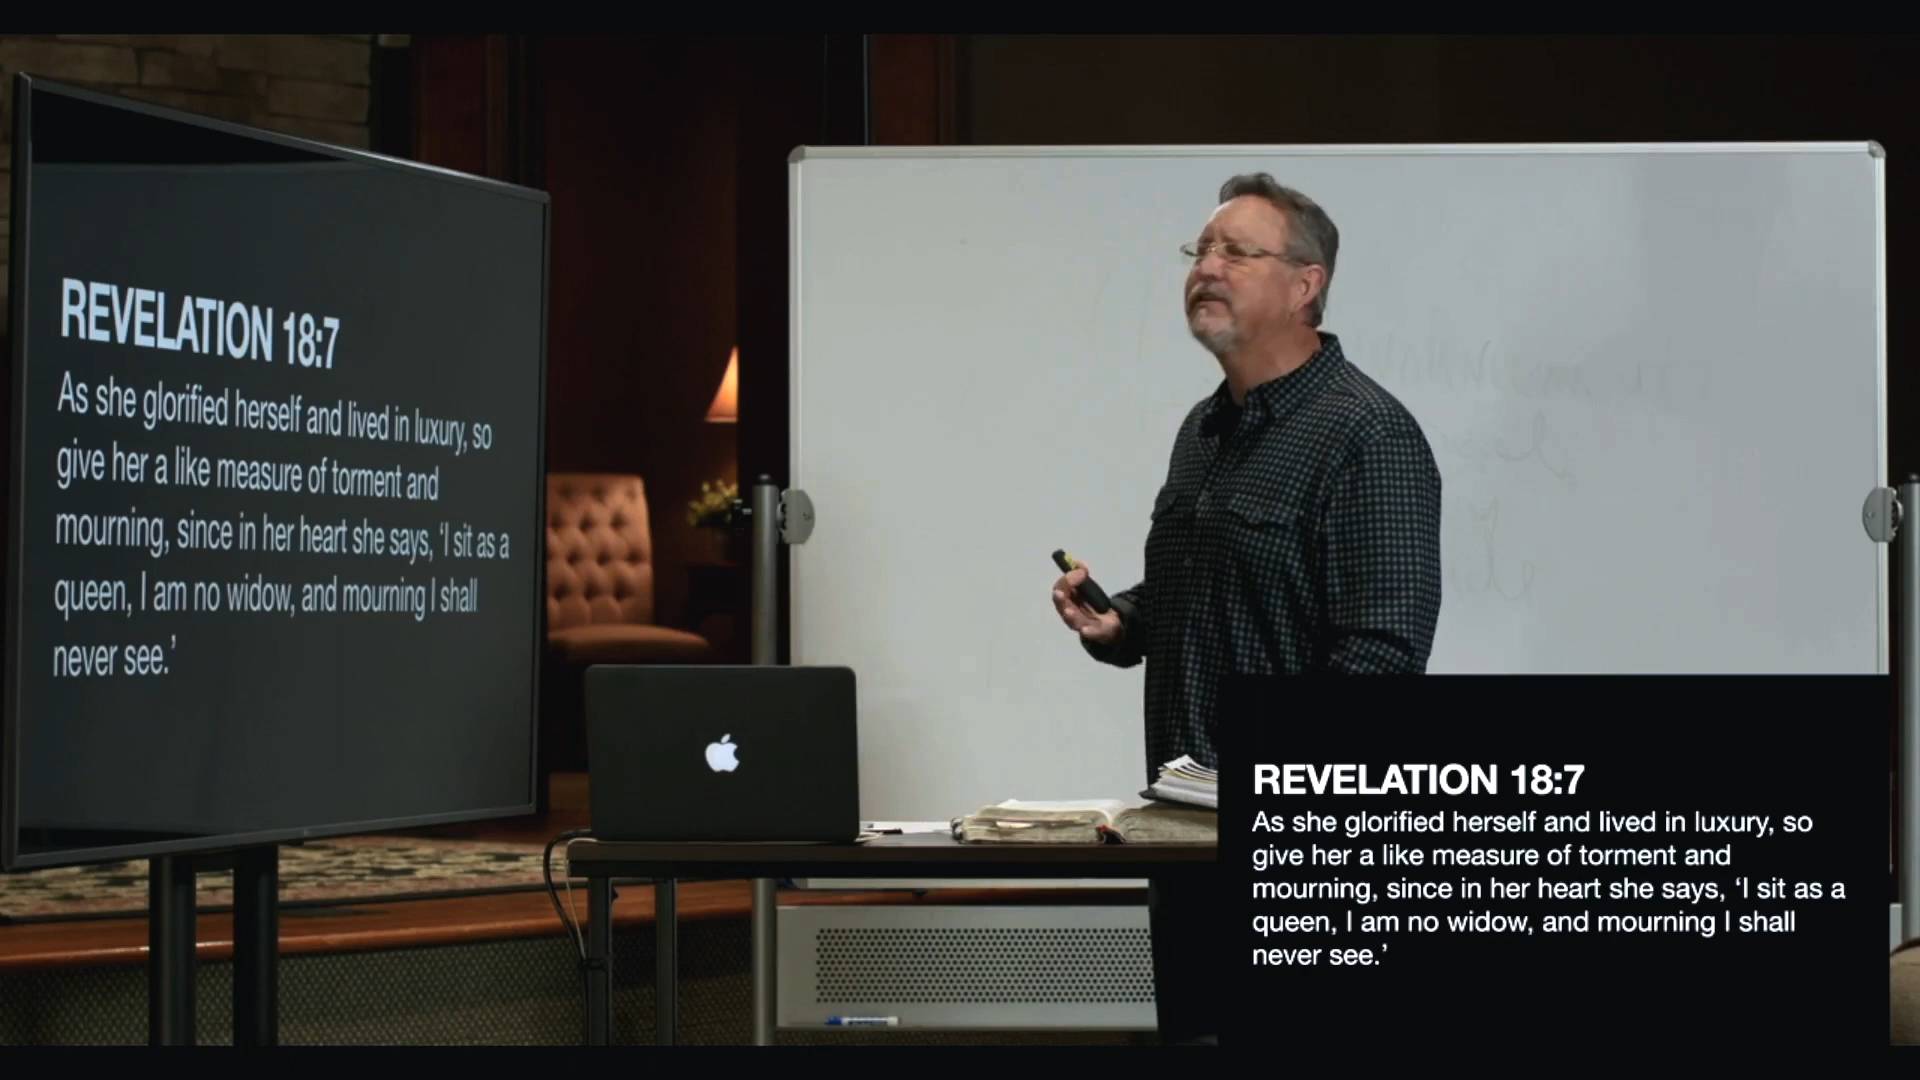 REVELATION 18:7
As she glorified herself and lived in luxury, so
give her a like measure of torment and
mourning, since in her heart she says, ‘I sit as a
queen, I am no widow, and mourning I shall
never see.’
REVELATION 18:7
As she glorified herself and lived in luxury, so
give her a like measure of torment and
mourning, since in her heart she says, ‘I sit as a
queen, I am no widow, and mourning I shall
never see.’